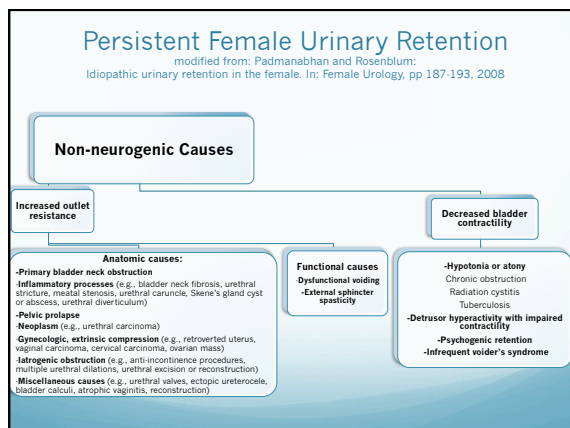 Persistent Female Urinary Retention
modified from: Padmanabhan and Rosenblum:
Idiopathic urinary retention in the female. In: Female Urology, pp 187-193, 2008
Non-neurogenic Causes
Increased outlet
resistance
Decreased bladder
contractility
Anatomic causes:
-Primary bladder neck obstruction
-Inflammatory processes (e.g., bladder neck fibrosis, urethral
stricture, meatal stenosis, urethral caruncle, Skene's gland cyst
or abscess, urethral diverticulum)
-Pelvic prolapse
-Neoplasm (e.g., urethral carcinoma)
-Gynecologic, extrinsic compression (e.g., retroverted uterus,
vaginal carcinoma, cervical carcinoma, ovarian mass)
-Iatrogenic obstruction (e.g., anti-incontinence procedures,
multiple urethral dilations, urethral excision or reconstruction)
-Miscellaneous causes (e.g., urethral valves, ectopic ureterocele,
bladder calculi, atrophic vaginitis, reconstruction)
Functional causes
-Dysfunctional voiding
-External sphincter
spasticity
-Hypotonia or atony
Chronic obstruction
Radiation cystitis
Tuberculosis
-Detrusor hyperactivity with impaired
contractility
-Psychogenic retention
-Infrequent voider's syndrome